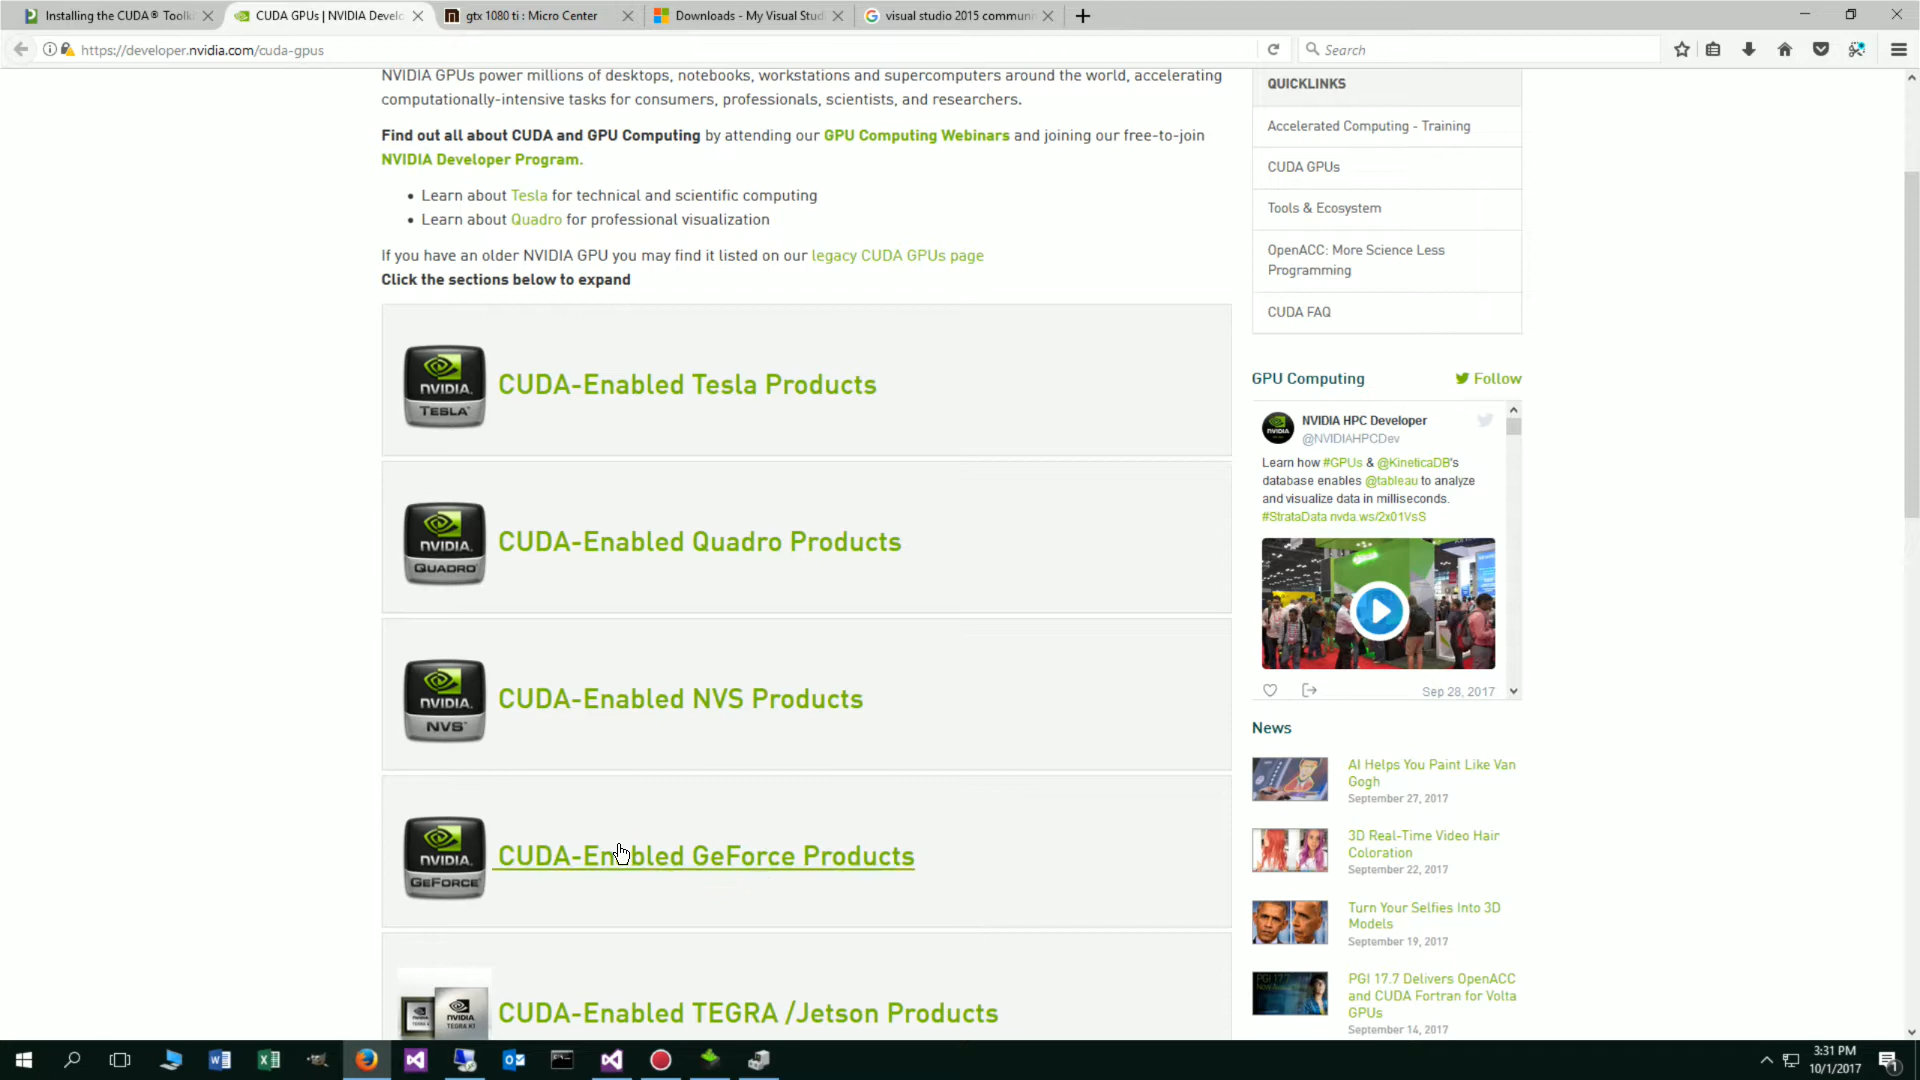 Installing the CUDA® Toolk
CUDA GPUs | NVIDIA Develo
gtx 1080 ti : Micro Center
Downloads - My Visual Stud
visual studio 2015 communi
https://developer.nvidia.com/cuda-gpus
Search
NVIDIA GPUs power millions of desktops, notebooks, workstations and supercomputers around the world, accelerating
computationally-intensive tasks for consumers, professionals, scientists, and researchers.
Find out all about CUDA and GPU Computing by attending our GPU Computing Webinars and joining our free-to-join
NVIDIA Developer Program.
• Learn about Tesla for technical and scientific computing
• Learn about Quadro for professional visualization
If you have an older NVIDIA GPU you may find it listed on our legacy CUDA GPUs page
Click the sections below to expand
NVIDIA.
TESLA™
CUDA-Enabled Tesla Products
NVIDIA.
QUADRO
CUDA-Enabled Quadro Products
NVIDIA.
NVS™
CUDA-Enabled NVS Products
NVIDIA.
GEFORCE
CUDA-Enabled GeForce Products
NVIDIA.
TEGRA K1
CUDA-Enabled TEGRA /Jetson Products
QUICKLINKS
Accelerated Computing - Training
CUDA GPUs
Tools & Ecosystem
OpenACC: More Science Less
Programming
CUDA FAQ
GPU Computing
Follow
NVIDIA HPC Developer
@NVIDIAHPCDev
Learn how #GPUs & @KineticaDB's
database enables @tableau to analyze
and visualize data in milliseconds.
#StrataData nvda.ws/2x01VsS
Sep 28, 2017
News
AI Helps You Paint Like Van
Gogh
September 27, 2017
3D Real-Time Video Hair
Coloration
September 22, 2017
Turn Your Selfies Into 3D
Models
September 19, 2017
PGI 17.7 Delivers OpenACC
and CUDA Fortran for Volta
GPUs
September 14, 2017
3:31 PM
10/1/2017